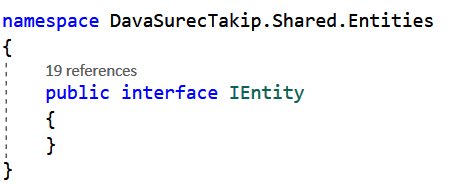 namespace DavaSurecTakip.Shared.Entities
{
19 references
public interface IEntity
{
}
}